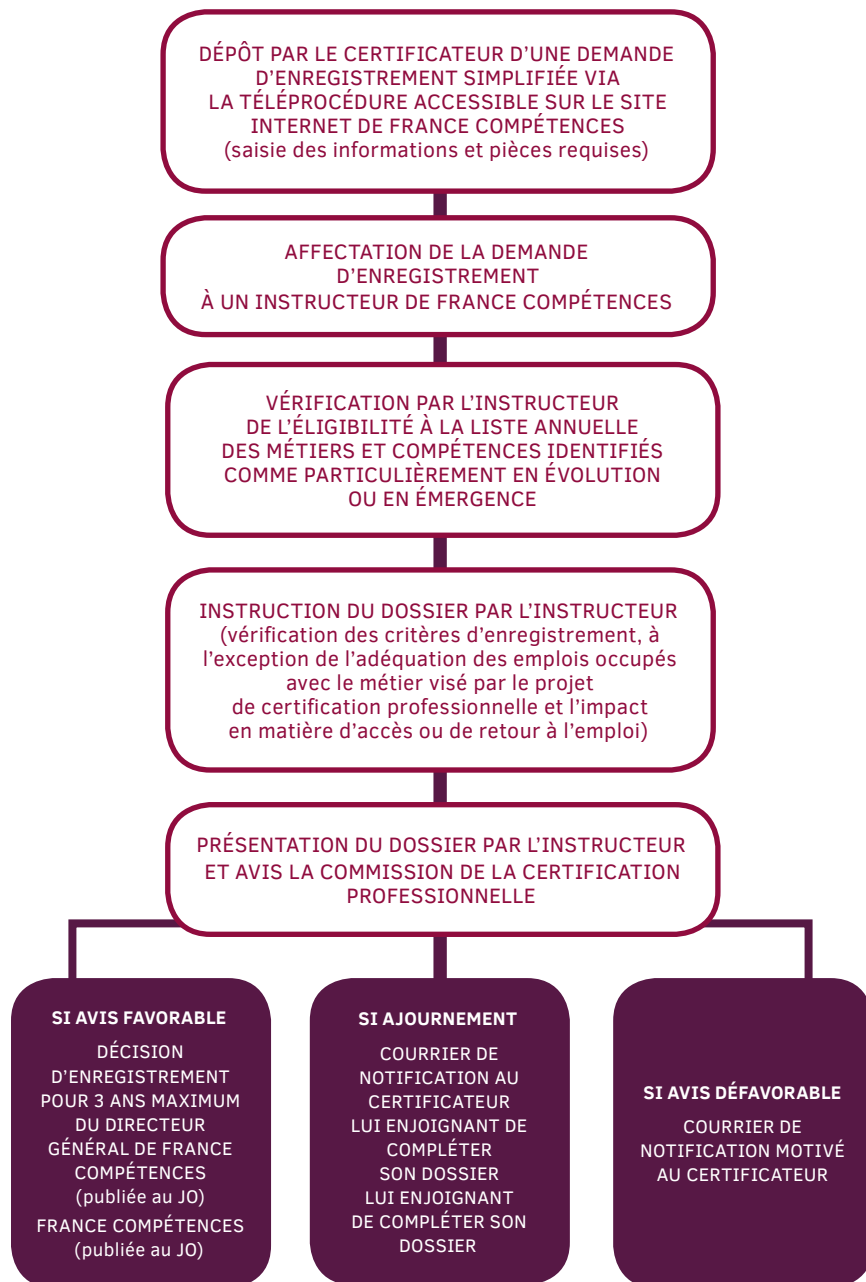 DÉPÔT PAR LE CERTIFICATEUR D’UNE DEMANDE
D’ENREGISTREMENT SIMPLIFIÉE VIA
LA TÉLÉPROCÉDURE ACCESSIBLE SUR LE SITE
INTERNET DE FRANCE COMPÉTENCES
(saisie des informations et pièces requises)
AFFECTATION DE LA DEMANDE
D’ENREGISTREMENT
À UN INSTRUCTEUR DE FRANCE COMPÉTENCES
VÉRIFICATION PAR L’INSTRUCTEUR
DE L’ÉLIGIBILITÉ À LA LISTE ANNUELLE
DES MÉTIERS ET COMPÉTENCES IDENTIFIÉS
COMME PARTICULIÈREMENT EN ÉVOLUTION
OU EN ÉMERGENCE
INSTRUCTION DU DOSSIER PAR L’INSTRUCTEUR
(vérification des critères d’enregistrement, à
l’exception de l’adéquation des emplois occupés
avec le métier visé par le projet
de certification professionnelle et l’impact
en matière d’accès ou de retour à l’emploi)
PRÉSENTATION DU DOSSIER PAR L’INSTRUCTEUR
ET AVIS LA COMMISSION DE LA CERTIFICATION
PROFESSIONNELLE
SI AVIS FAVORABLE
DÉCISION
D’ENREGISTREMENT
POUR 3 ANS MAXIMUM
DU DIRECTEUR
GÉNÉRAL DE FRANCE
COMPÉTENCES
(publiée au JO)
FRANCE COMPÉTENCES
(publiée au JO)
SI AJOURNEMENT
COURRIER DE
NOTIFICATION AU
CERTIFICATEUR
LUI ENJOIGNANT DE
COMPLÉTER
SON DOSSIER
LUI ENJOIGNANT
DE COMPLÉTER SON
DOSSIER
SI AVIS DÉFAVORABLE
COURRIER DE
NOTIFICATION MOTIVÉ
AU CERTIFICATEUR